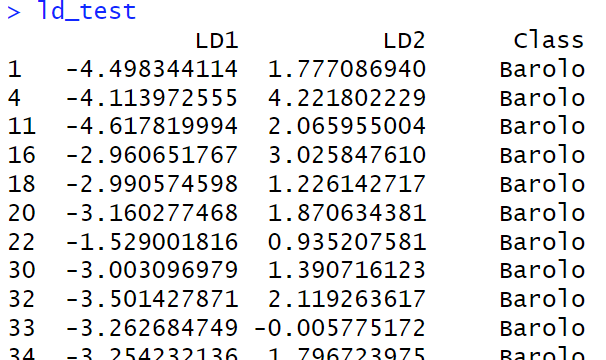 > ld_test
LD1 LD2 Class
1 -4.498344114 1.777086940 Barolo
4 -4.113972555 4.221802229 Barolo
11 -4.617819994 2.065955004 Barolo
16 -2.960651767 3.025847610 Barolo
18 -2.990574598 1.226142717 Barolo
20 -3.160277468 1.870634381 Barolo
22 -1.529001816 0.935207581 Barolo
30 -3.003096979 1.390716123 Barolo
32 -3.501427871 2.119263617 Barolo
33 -3.262684749 -0.005775172 Barolo
34 -3.254232136 1.796723975 Barolo